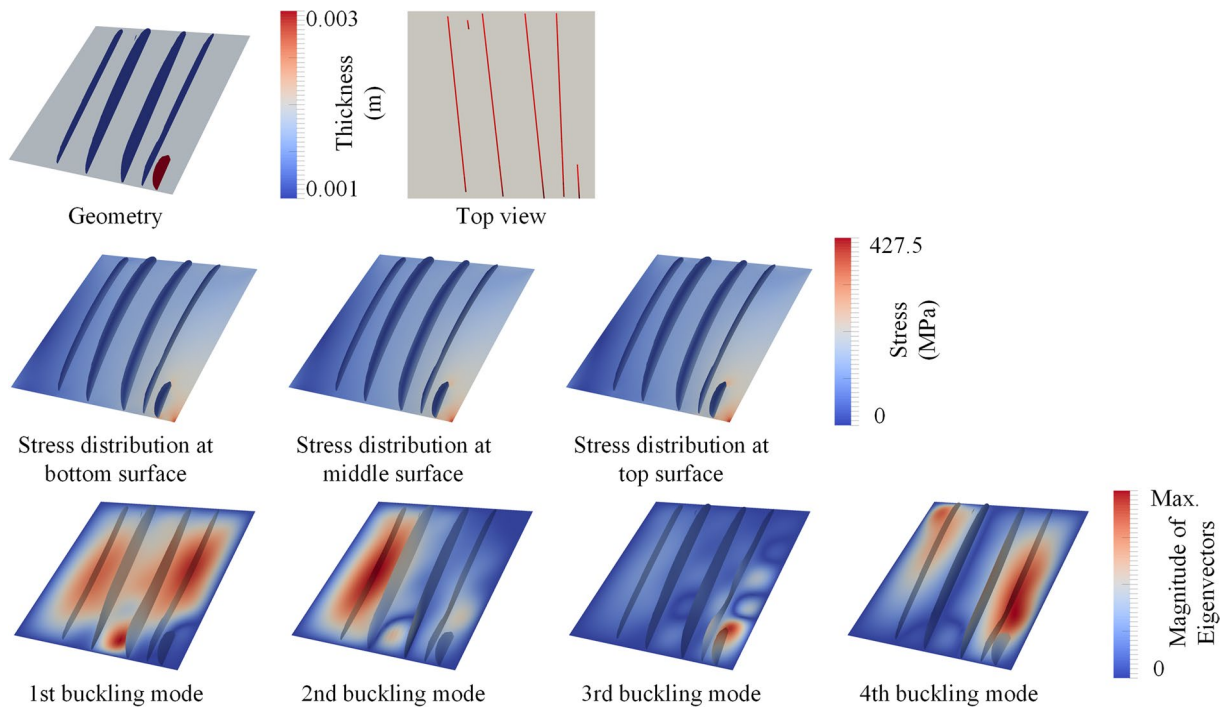 0.003
Thickness
(m)
0.001
Geometry
Top view
427.5
Stress
(MPa)
0
Stress distribution at
bottom surface
Stress distribution at
middle surface
Stress distribution at
top surface
Max.
Magnitude of
Eigenvectors
0
1st buckling mode
2nd buckling mode
3rd buckling mode
4th buckling mode